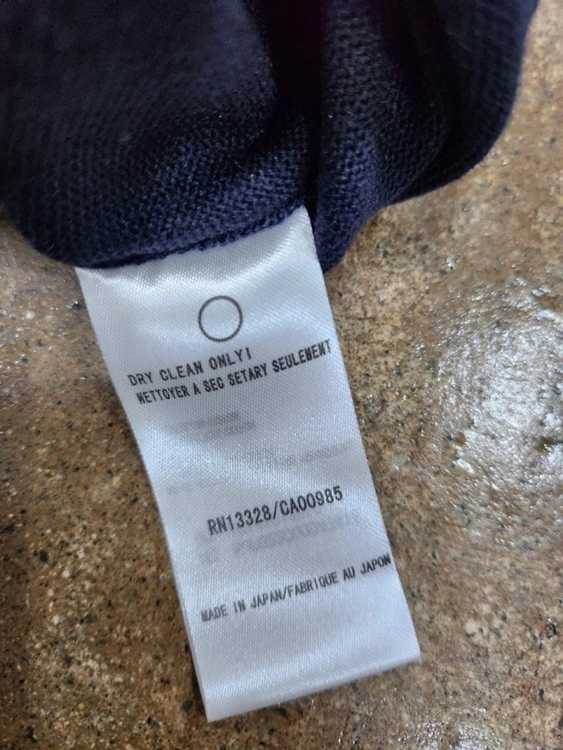 DRY CLEAN ONLY!
NETTOYER A SEC SETARY SEULEMENT
RN13328/CA00985
MADE IN JAPAN/FABRIQUE AU JAPON